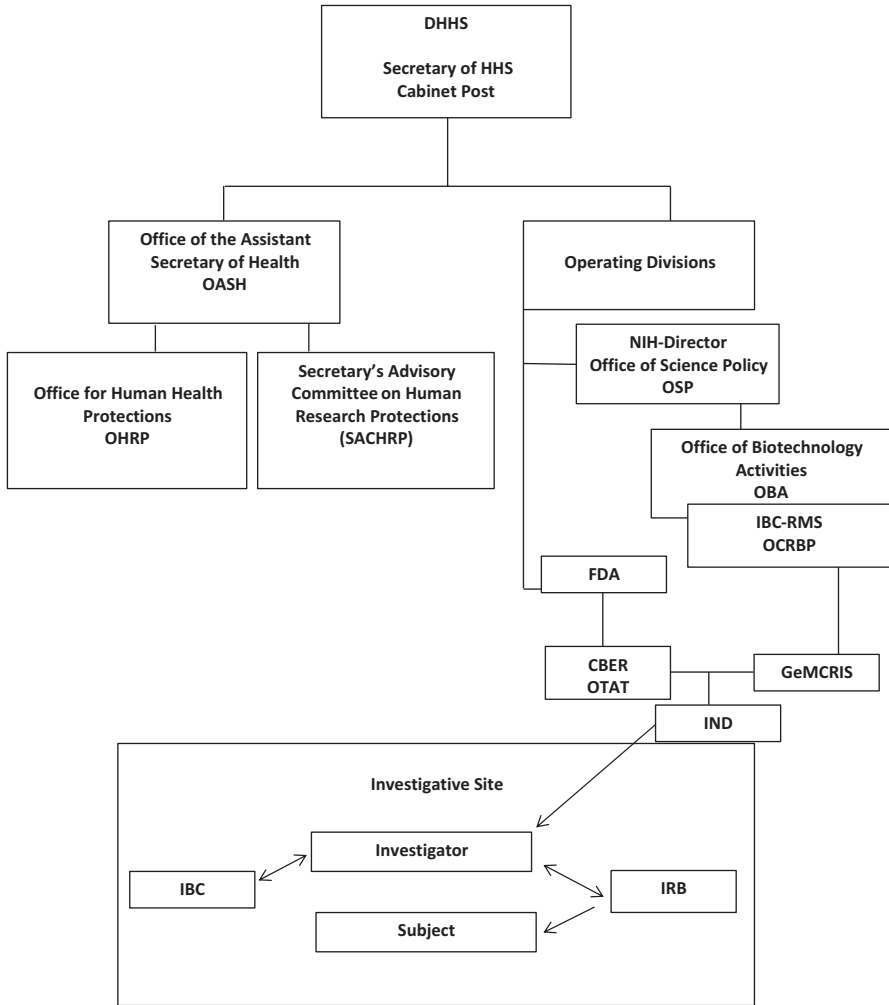 DHHS
Secretary of HHS
Cabinet Post
Office of the Assistant
Secretary of Health
OASH
Operating Divisions
Office for Human Health
Protections
OHRP
Secretary’s Advisory
Committee on Human
Research Protections
(SACHRP)
NIH-Director
Office of Science Policy
OSP
Office of Biotechnology
Activities
OBA
IBC-RMS
OCRBP
FDA
CBER
OTAT
GeMCRIS
IND
Investigative Site
Investigator
IBC
IRB
Subject